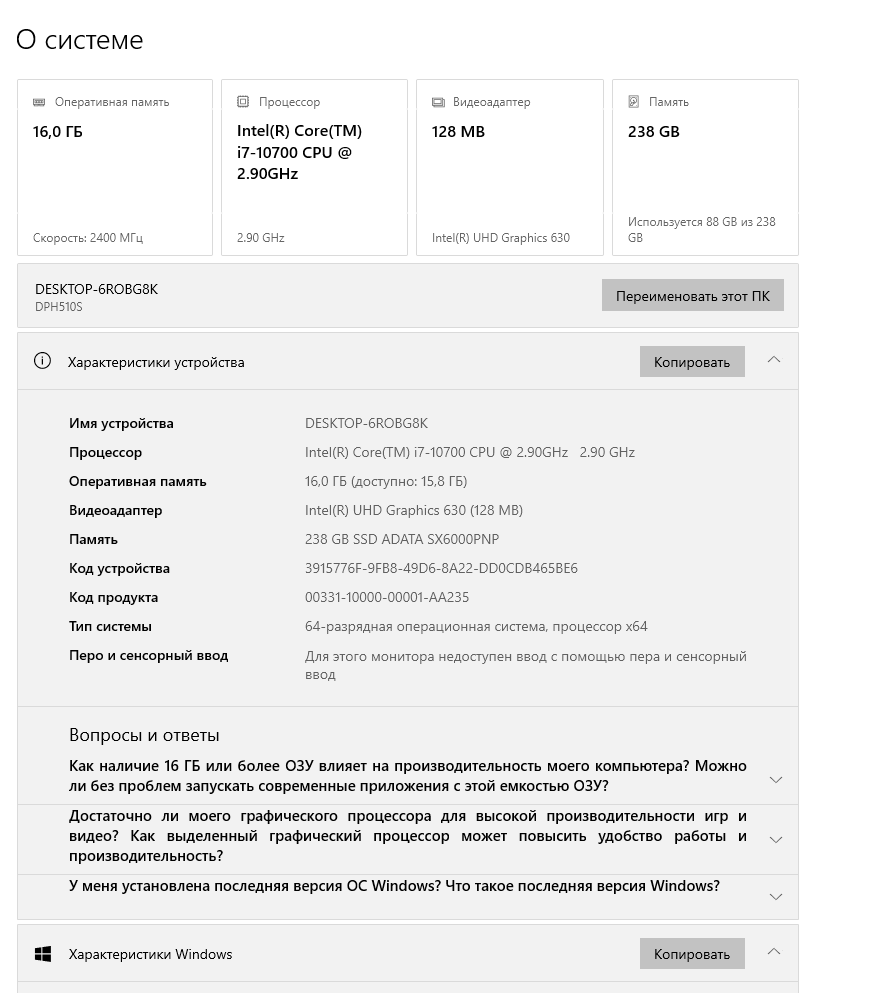 О системе
Оперативная память
Процессор
Видеоадаптер
Память
16,0 ГБ
Intel(R) Core(TM)
i7-10700 CPU @
2.90GHz
128 MB
238 GB
Скорость: 2400 МГц
2.90 GHz
Intel(R) UHD Graphics 630
Используется 88 GB из 238
GB
DESKTOP-6ROBG8K
DPH510S
Переименовать этот ПК
Характеристики устройства
Копировать
Имя устройства DESKTOP-6ROBG8K
Процессор Intel(R) Core(TM) i7-10700 CPU @ 2.90GHz 2.90 GHz
Оперативная память 16,0 ГБ (доступно: 15,8 ГБ)
Видеоадаптер Intel(R) UHD Graphics 630 (128 MB)
Память 238 GB SSD ADATA SX6000PNP
Код устройства 3915776F-9FB8-49D6-8A22-DD0CDB465BE6
Код продукта 00331-10000-00001-AA235
Тип системы 64-разрядная операционная система, процессор x64
Перо и сенсорный ввод Для этого монитора недоступен ввод с помощью пера и сенсорный
ввод
Вопросы и ответы
Как наличие 16 ГБ или более ОЗУ влияет на производительность моего компьютера? Можно
ли без проблем запускать современные приложения с этой емкостью ОЗУ?
Достаточно ли моего графического процессора для высокой производительности игр и
видео? Как выделенный графический процессор может повысить удобство работы и
производительность?
У меня установлена последняя версия ОС Windows? Что такое последняя версия Windows?
Характеристики Windows
Копировать